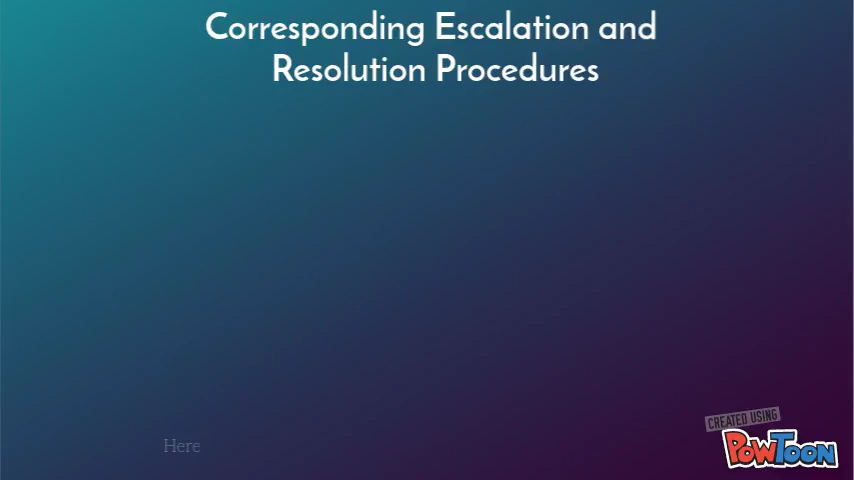 Corresponding Escalation and
Resolution Procedures
Here
CREATED USING
POWTOON